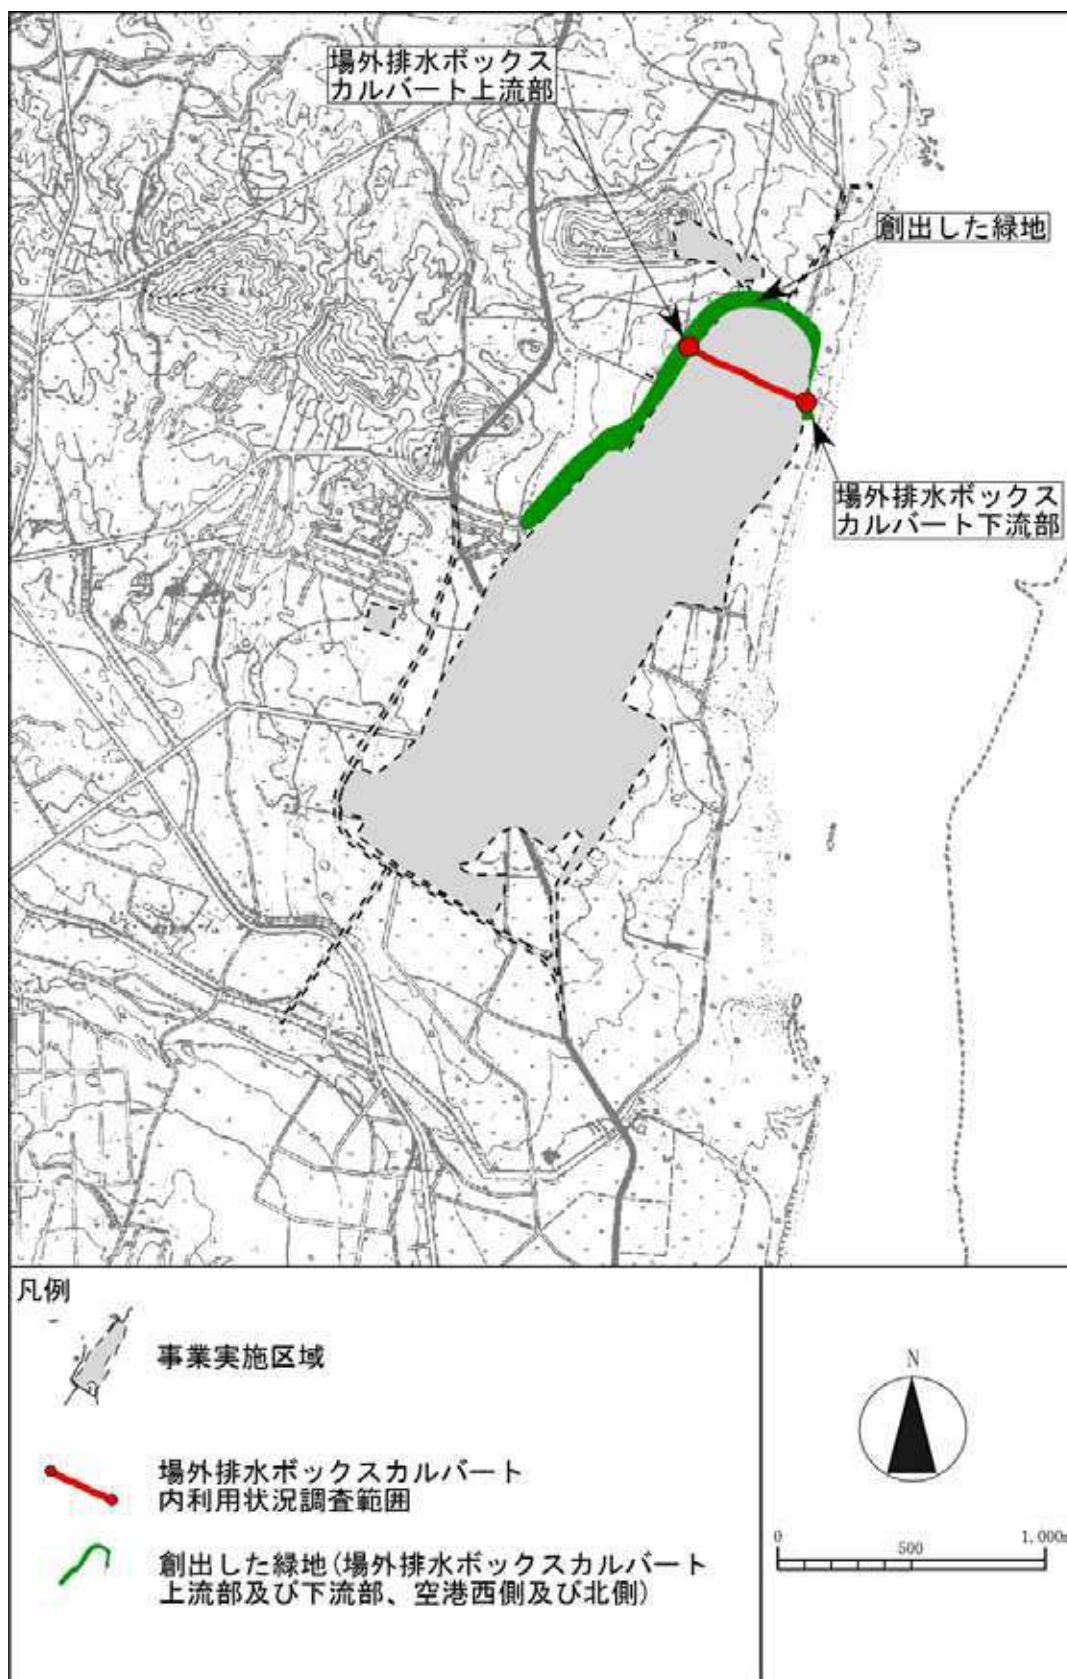 場外排水ボックス
カルバート上流部
創出した緑地
場外排水ボックス
カルバート下流部
凡例
事業実施区域
場外排水ボックスカルバート
内利用状況調査範囲
創出した緑地(場外排水ボックスカルバート
上流部及び下流部、空港西側及び北側)
N
0
500
1,000m